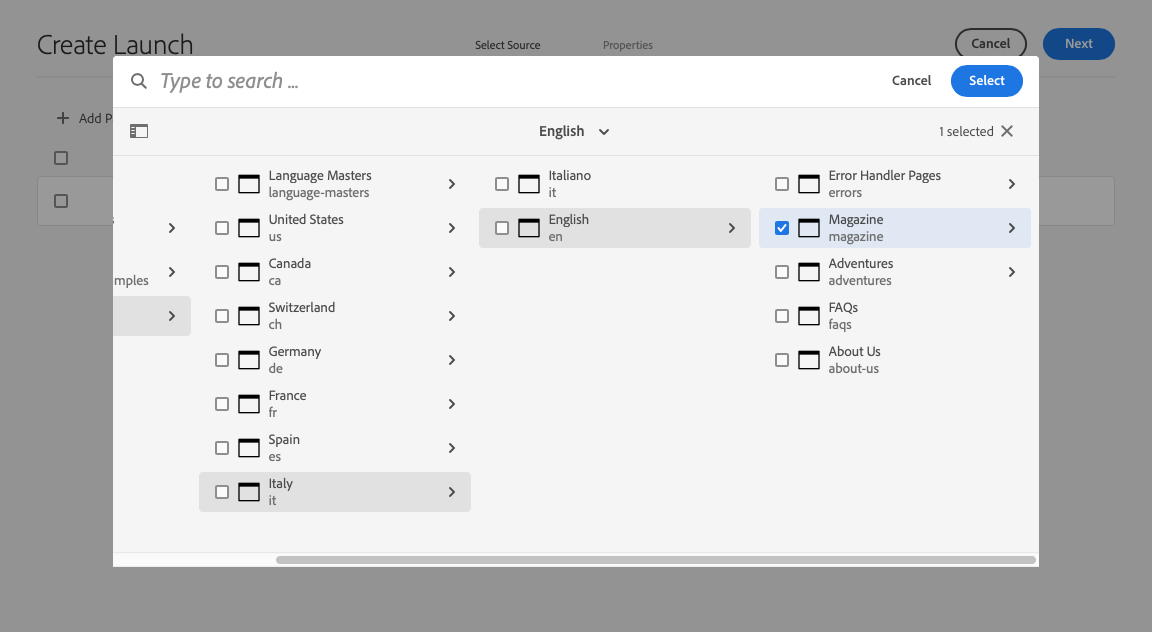 Create Launch
Select Source
Properties
Cancel
Next
Type to search ...
Cancel
Select
Add P
English
1 selected
mples
Language Masters
language-masters
United States
us
Canada
ca
Switzerland
ch
Germany
de
France
fr
Spain
es
Italy
it
Italiano
it
English
en
Error Handler Pages
errors
Magazine
magazine
Adventures
adventures
FAQs
faqs
About Us
about-us